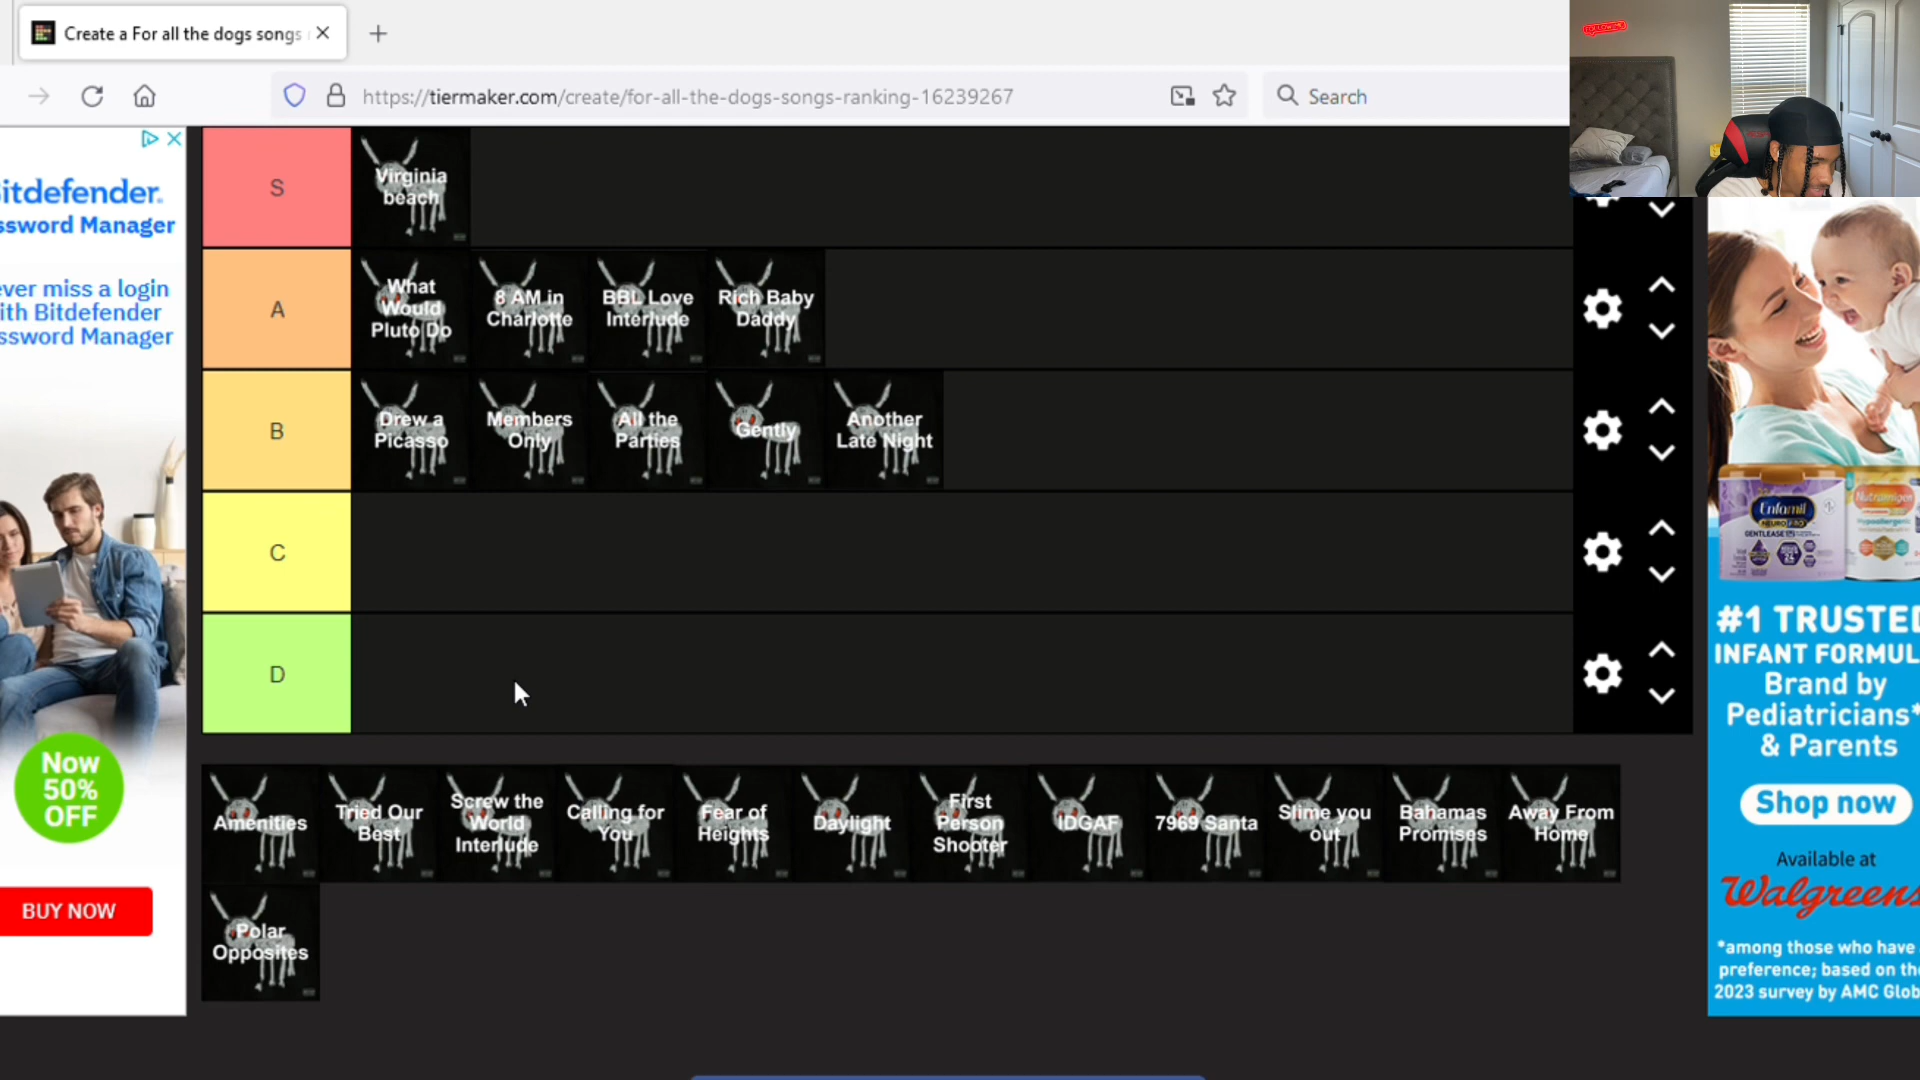 Create a For all the dogs songs
https://tiermaker.com/create/for-all-the-dogs-songs-ranking-16239267
Search
itdefender.
ssword Manager
ever miss a login
ith Bitdefender
ssword Manager
Now
50%
OFF
BUY NOW
S
Virginia
beach
A
What
Would
Pluto Do
8 AM in
Charlotte
BBL Love
Interlude
Rich Baby
Daddy
B
Drew a
Picasso
Members
Only
All the
Parties
Gently
Another
Late Night
C
D
Amenities
Tried Our
Best
Screw the
World
Interlude
Calling for
You
Fear of
Heights
Daylight
First
Person
Shooter
IDGAF
7969 Santa
Slime you
out
Bahamas
Promises
Away From
Home
Polar
Opposites
Enfamil
NEUROPRO
GENTLEASE
Nutramigen
Hypoallergenic
#1 TRUSTED
INFANT FORMUL
Brand by
Pediatricians*
& Parents
Shop now
Available at
Walgreens
*among those who have
preference; based on the
2023 survey by AMC Glob